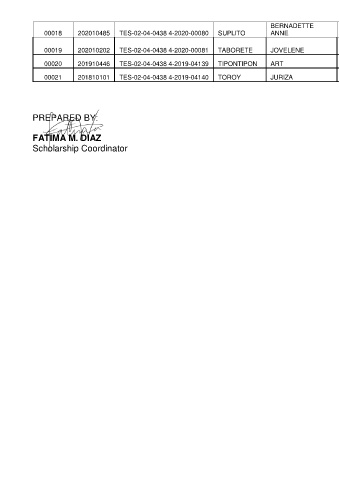 BERNADETTE
00018 202010485 TES-02-04-0438 4-2020-00080 SUPLITO ANNE
00019 202010202 TES-02-04-0438 4-2020-00081 TABORETE JOVELENE
00020 201910446 TES-02-04-0438 4-2019-04139 TIPONTIPON ART
00021 201810101 TES-02-04-0438 4-2019-04140 TOROY JURIZA
PREPARED BY:
FATIMA M. DIAZ
Scholarship Coordinator